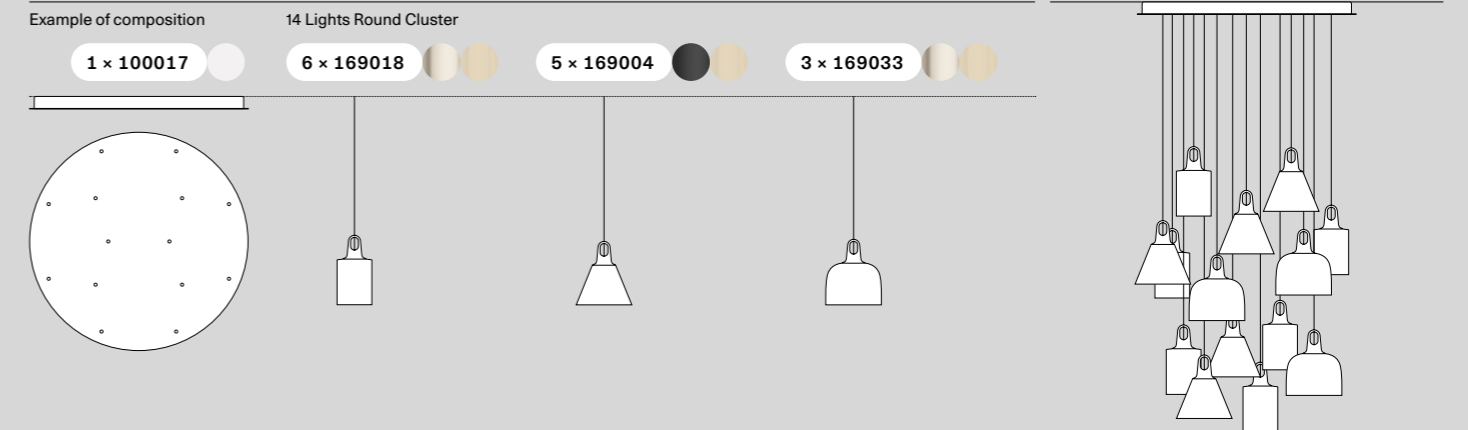 Example of composition
14 Lights Round Cluster
1 × 100017
6 × 169018
5 × 169004
3 × 169033